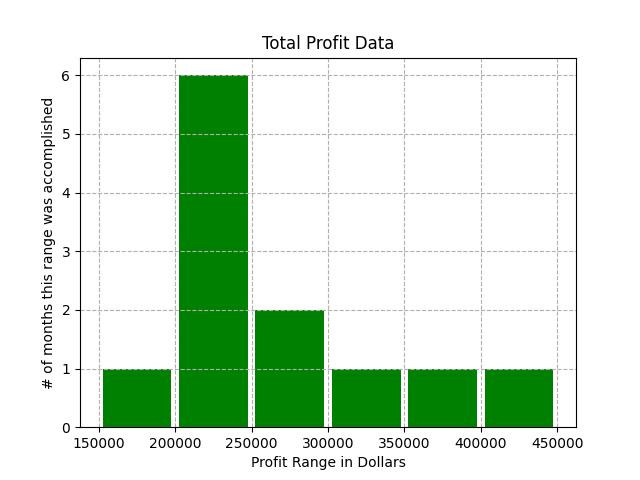 Total Profit Data
# of months this range was accomplished
6
5
4
3
2
1
0
150000 200000 250000 300000 350000 400000 450000
Profit Range in Dollars